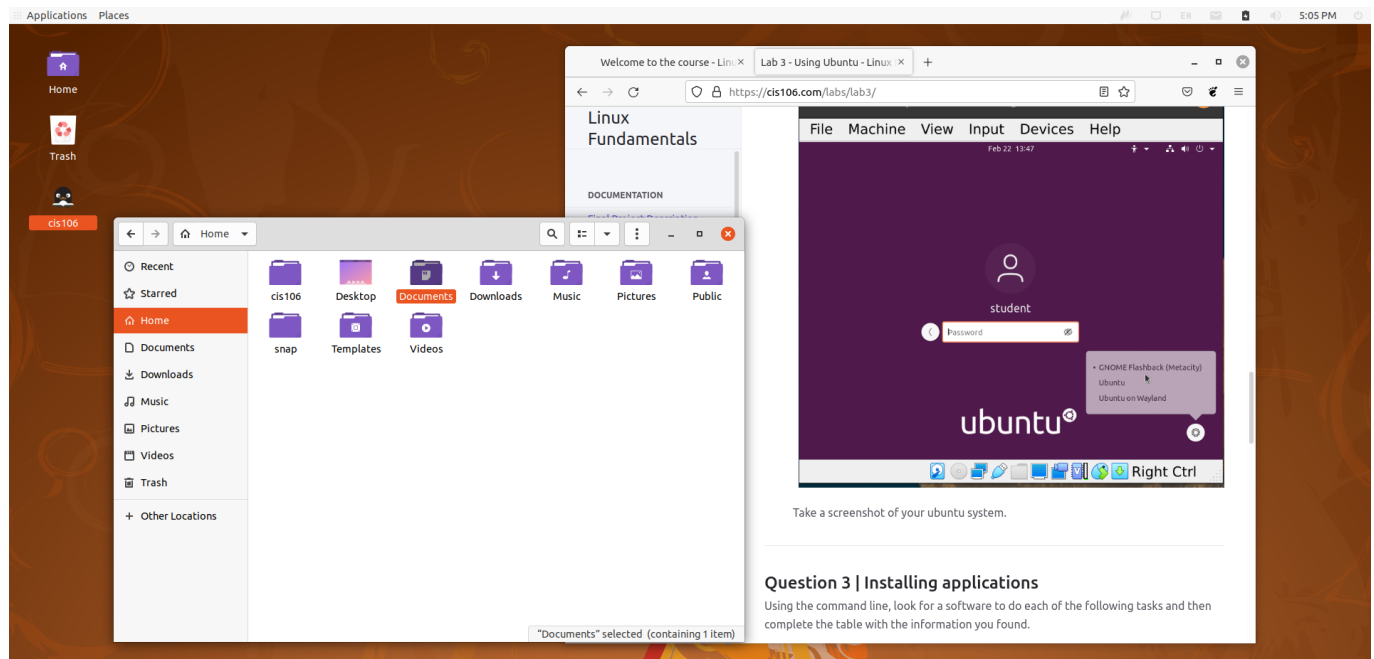 Applications Places
EN
5:05 PM
Home
Trash
cis106
Welcome to the course - Linu
Lab 3 - Using Ubuntu - Linux
https://cis106.com/labs/lab3/
Linux
Fundamentals
DOCUMENTATION
Final Project Description
File Machine View Input Devices Help
Feb 22 13:47
student
Password
• GNOME Flashback (Metacity)
Ubuntu
Ubuntu on Wayland
ubuntu
Right Ctrl
Take a screenshot of your ubuntu system.
Question 3 | Installing applications
Using the command line, look for a software to do each of the following tasks and then
complete the table with the information you found.
Home
Recent
Starred
Home
Documents
Downloads
Music
Pictures
Videos
Trash
+ Other Locations
cis106 Desktop Documents Downloads Music Pictures Public
snap Templates Videos
"Documents" selected (containing 1 item)